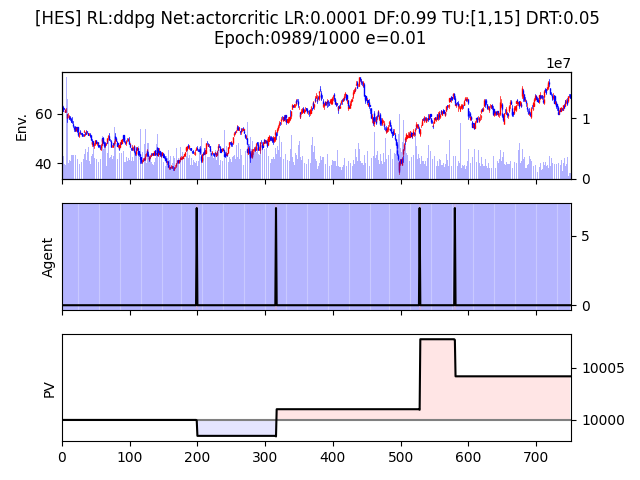 [HES] RL:ddpg Net:actorcritic LR:0.0001 DF:0.99 TU:[1,15] DRT:0.05
Epoch:0989/1000 e=0.01
1e7
Env.
60
40
1
0
Agent
5
0
PV
10005
10000
0 100 200 300 400 500 600 700